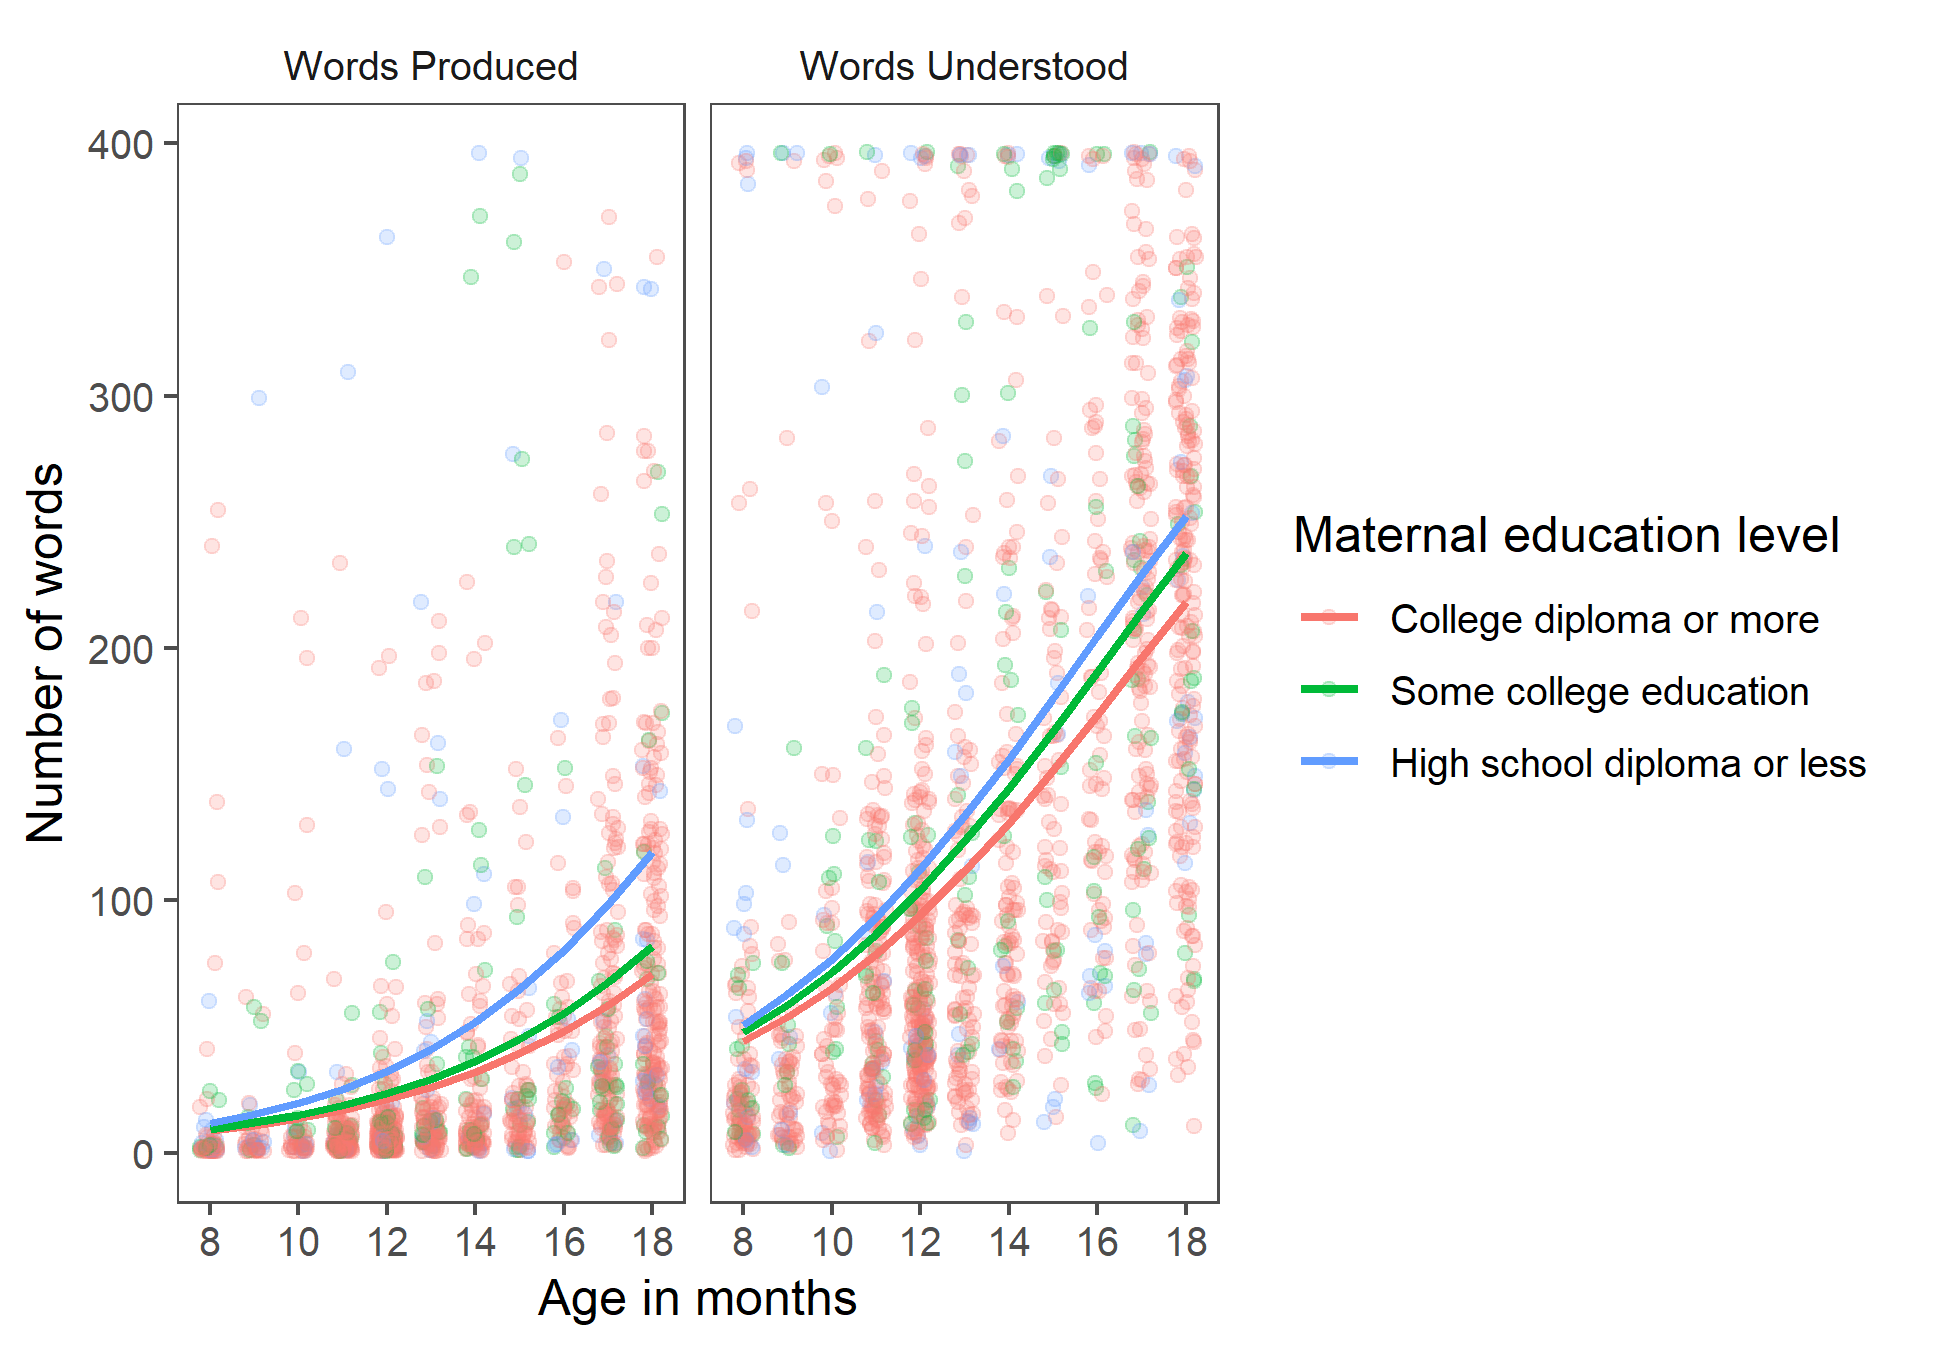 Words Produced
Words Understood
Number of words
400
300
200
100
0
8 10 12 14 16 18
8 10 12 14 16 18
Age in months
Maternal education level
College diploma or more
Some college education
High school diploma or less